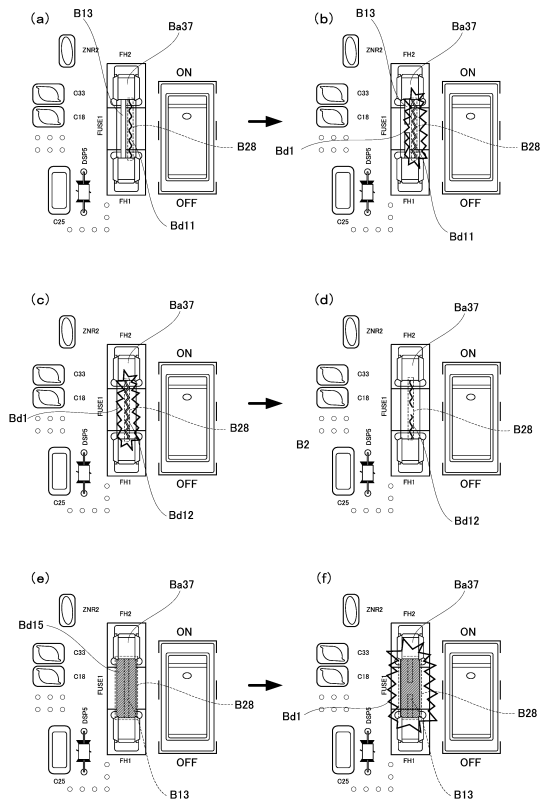 (a)
B13
Ba37
ZNR2
FH2
ON
C33
C18
FUSE1
B28
DSP5
OFF
C25
FH1
Bd11
(b)
B13
Ba37
ZNR2
FH2
ON
C33
C18
FUSE1
Bd1
B28
DSP5
OFF
C25
FH1
Bd11
(c)
Ba37
ZNR2
FH2
ON
C33
C18
Bd1
FUSE1
B28
DSP5
OFF
C25
FH1
Bd12
(d)
Ba37
ZNR2
FH2
ON
C33
C18
FUSE1
B28
B2
DSP5
OFF
C25
FH1
Bd12
(e)
Ba37
ZNR2
FH2
Bd15
ON
C33
C18
FUSE1
B28
DSP5
OFF
C25
FH1
B13
(f)
Ba37
ZNR2
FH2
ON
C33
C18
FUSE1
Bd1
B28
DSP5
OFF
C25
FH1
B13